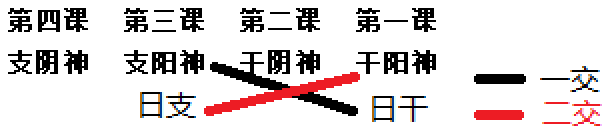 第四课 第三课 第二课 第一课
支阴神 支阳神 干阴神 干阳神
日支 日干
一交
二交